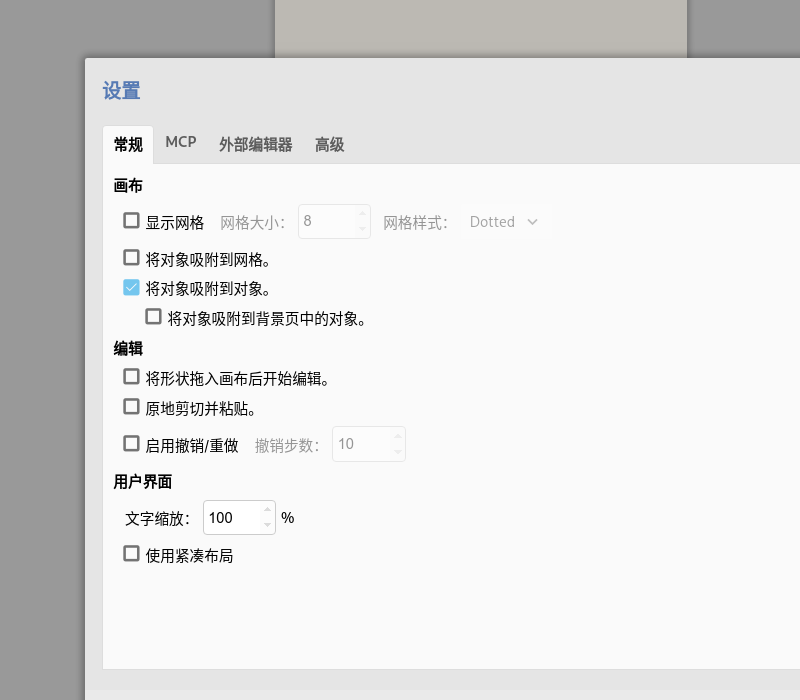 设置
常规 MCP 外部编辑器 高级
画布
显示网格 网格大小： 8 网格样式： Dotted
将对象吸附到网格。
将对象吸附到对象。
将对象吸附到背景页中的对象。
编辑
将形状拖入画布后开始编辑。
原地剪切并粘贴。
启用撤销/重做 撤销步数： 10
用户界面
文字缩放： 100 %
使用紧凑布局